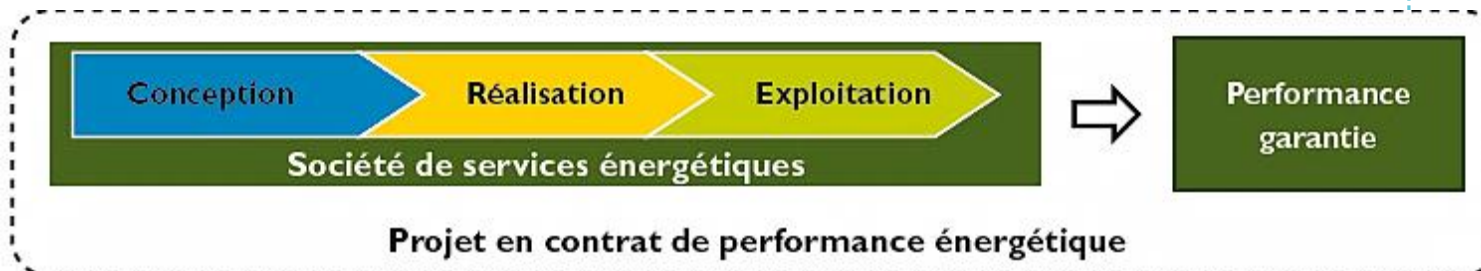 Conception Réalisation Exploitation
Société de services énergétiques
Performance
garantie
Projet en contrat de performance énergétique